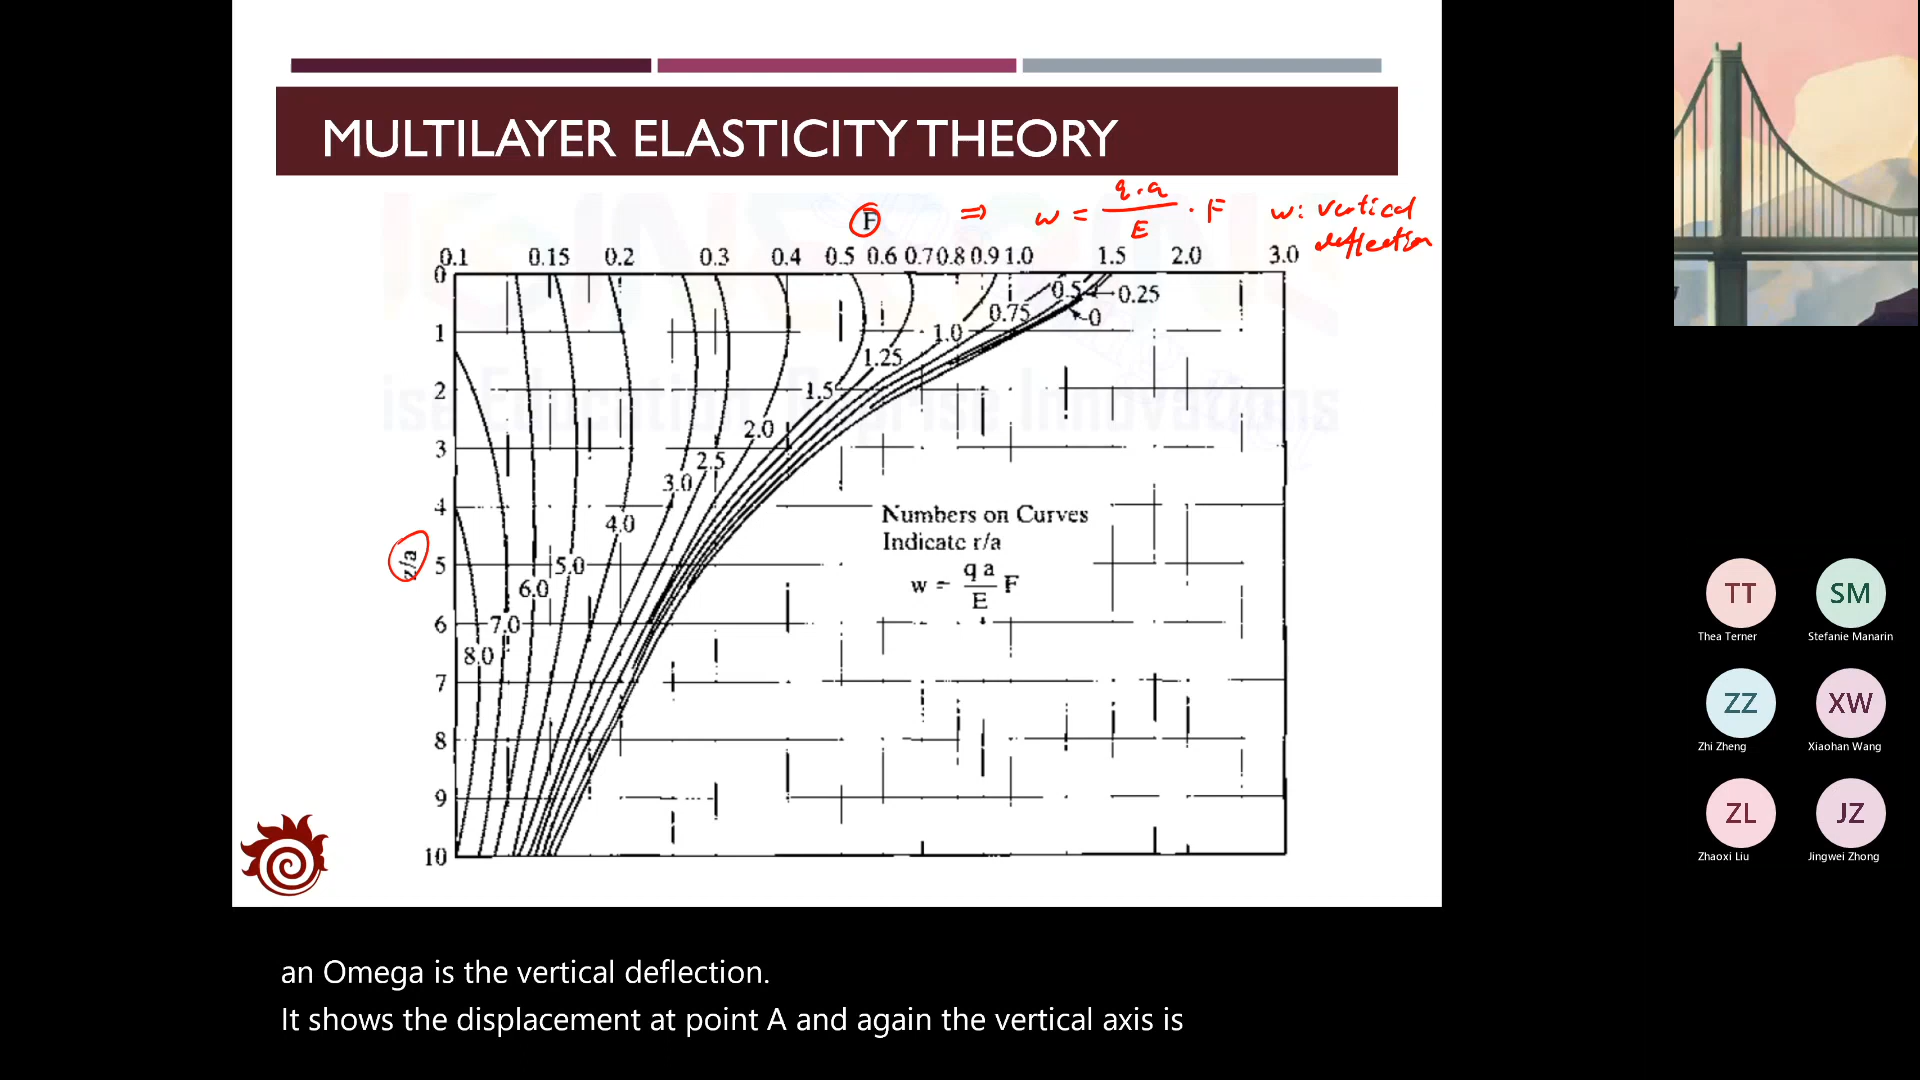 MULTILAYER ELASTICITY THEORY
F ⇒ w = q.a / E . F w: vertical
deflection
0.1 0.15 0.2 0.3 0.4 0.5 0.6 0.7 0.8 0.9 1.0 1.5 2.0 3.0
0
0.5 0.25
0.75 0
1 1.0
1.25
2 1.5
2.0
3 2.5
3.0
4 4.0
Numbers on Curves
Indicate r/a
z/a 5 5.0
w = q a / E F
6.0
6 7.0
8.0
7
8
9
10
ise Education, prise Innovations
TT SM
Thea Terner Stefanie Manarin
ZZ XW
Zhi Zheng Xiaohan Wang
ZL JZ
Zhaoxi Liu Jingwei Zhong
an Omega is the vertical deflection.
It shows the displacement at point A and again the vertical axis is